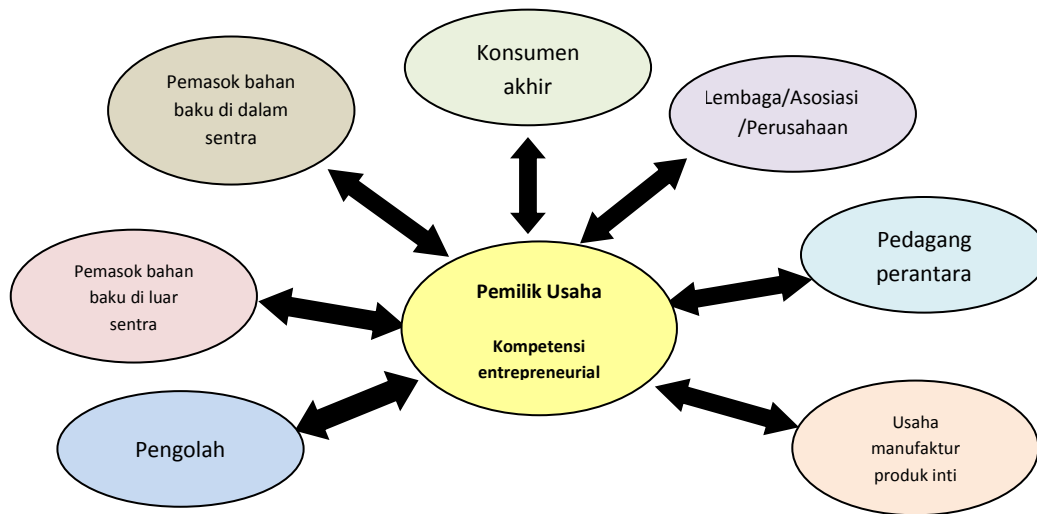 Konsumen
akhir
Pemasok bahan
baku di dalam
sentra
Lembaga/Asosiasi
/Perusahaan
Pedagang
perantara
Pemasok bahan
baku di luar
sentra
Pemilik Usaha
Kompetensi
entrepreneurial
Pengolah
Usaha
manufaktur
produk inti